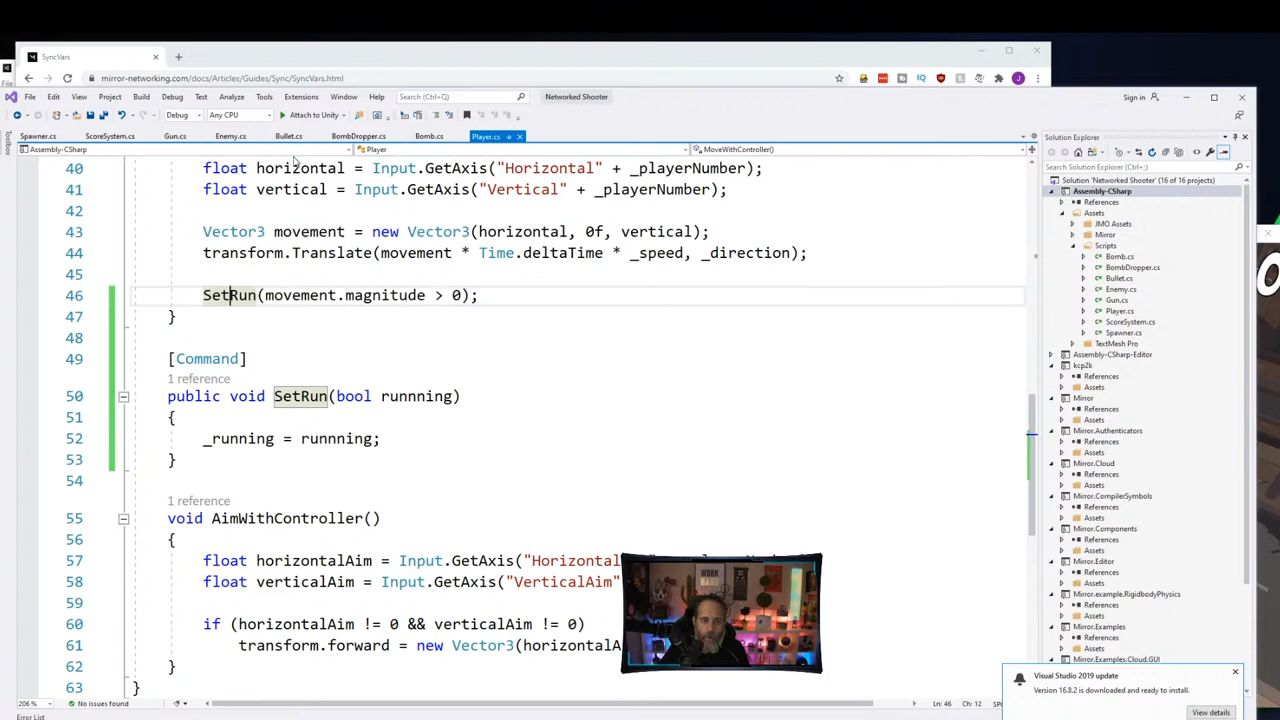 SyncVars
mirror-networking.com/docs/Articles/Guides/Sync/SyncVars.html
File Edit View Project Build Debug Test Analyze Tools Extensions Window Help Search (Ctrl+Q) Networked Shooter Sign in
Debug Any CPU Attach to Unity
Spawner.cs ScoreSystem.cs Gun.cs Enemy.cs Bullet.cs BombDropper.cs Bomb.cs Player.cs
Assembly-CSharp Player MoveWithController()
Toolbox
40 float horizontal = Input.GetAxis("Horizontal" + _playerNumber);
41 float vertical = Input.GetAxis("Vertical" + _playerNumber);
42
43 Vector3 movement = new Vector3(horizontal, 0f, vertical);
44 transform.Translate(movement * Time.deltaTime * _speed, _direction);
45
46 SetRun(movement.magnitude > 0);
47 }
48
49 [Command]
1 reference
50 public void SetRun(bool runnning)
51 {
52 _running = runnning;
53 }
54
1 reference
55 void AimWithController()
56 {
57 float horizontalAim = Input.GetAxis("Horizontal
58 float verticalAim = Input.GetAxis("VerticalAim"
59
60 if (horizontalAim != 0 && verticalAim != 0)
61 transform.forward = new Vector3(horizontalA
62 }
63 }
206 % No issues found Ln: 46 Ch: 12
Error List
Solution Explorer
Search Solution Explorer (Ctrl+;)
Solution 'Networked Shooter' (16 of 16 projects)
Assembly-CSharp
References
Assets
JMO Assets
Mirror
Scripts
Bomb.cs
BombDropper.cs
Bullet.cs
Enemy.cs
Gun.cs
Player.cs
ScoreSystem.cs
Spawner.cs
TextMesh Pro
Assembly-CSharp-Editor
kcp2k
References
Assets
Mirror
References
Assets
Mirror.Authenticators
References
Assets
Mirror.Cloud
References
Assets
Mirror.CompilerSymbols
References
Assets
Mirror.Components
References
Assets
Mirror.Editor
References
Assets
Mirror.example.RigidbodyPhysics
References
Assets
Mirror.Examples
References
Assets
Mirror.Examples.Cloud.GUI
WORK
HARD
Visual Studio 2019 update
Version 16.8.2 is downloaded and ready to install.
View details